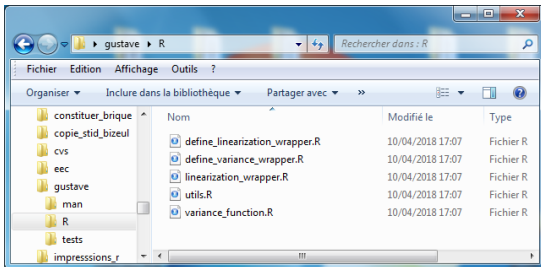 gustave R Rechercher dans : R
Fichier Edition Affichage Outils ?
Organiser Inclure dans la bibliothèque Partager avec »
constituer_brique
copie_stid_bizeul
cvs
eec
gustave
man
R
tests
impresssions_r
Nom Modifié le Type
define_linearization_wrapper.R 10/04/2018 17:07 Fichier R
define_variance_wrapper.R 10/04/2018 17:07 Fichier R
linearization_wrapper.R 10/04/2018 17:07 Fichier R
utils.R 10/04/2018 17:07 Fichier R
variance_function.R 10/04/2018 17:07 Fichier R